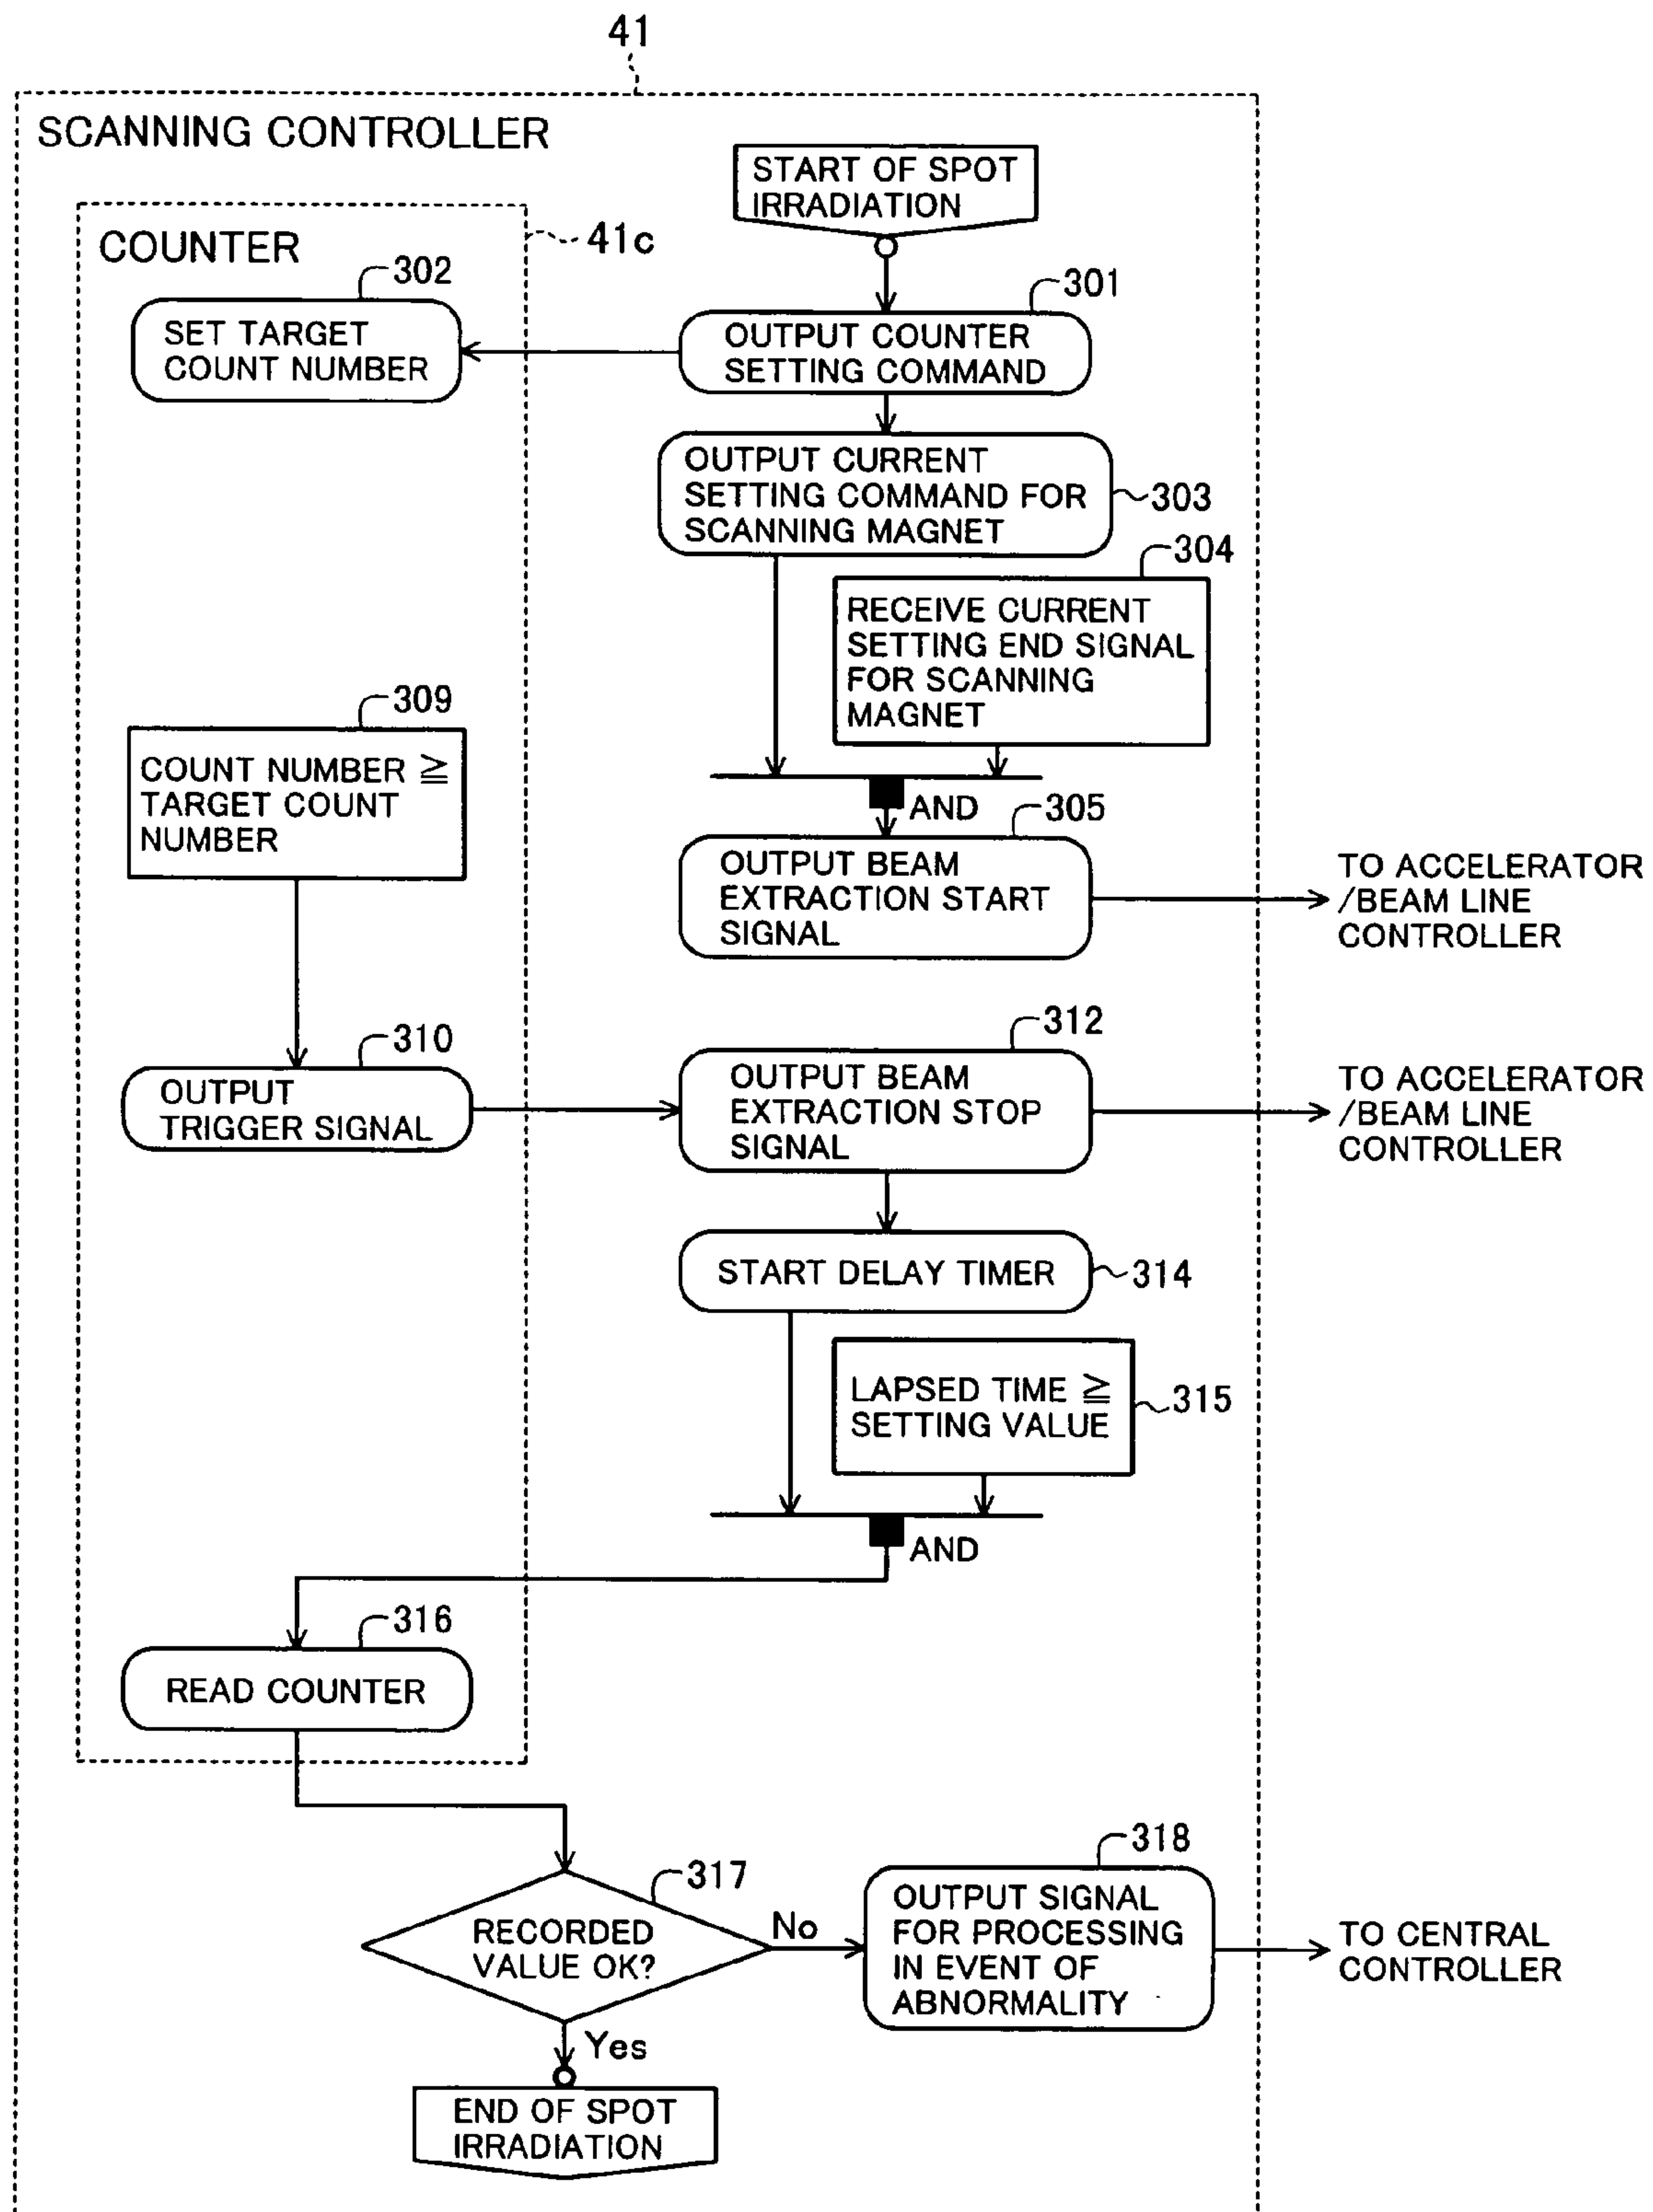 41
SCANNING CONTROLLER
START OF SPOT
IRRADIATION
COUNTER
41c
302
SET TARGET
COUNT NUMBER
301
OUTPUT COUNTER
SETTING COMMAND
OUTPUT CURRENT
SETTING COMMAND FOR
SCANNING MAGNET
303
304
RECEIVE CURRENT
SETTING END SIGNAL
FOR SCANNING
MAGNET
309
COUNT NUMBER ≧
TARGET COUNT
NUMBER
AND
305
OUTPUT BEAM
EXTRACTION START
SIGNAL
TO ACCELERATOR
/BEAM LINE
CONTROLLER
310
OUTPUT
TRIGGER SIGNAL
312
OUTPUT BEAM
EXTRACTION STOP
SIGNAL
TO ACCELERATOR
/BEAM LINE
CONTROLLER
START DELAY TIMER
314
LAPSED TIME ≧
SETTING VALUE
315
AND
316
READ COUNTER
317
RECORDED
VALUE OK?
No
318
OUTPUT SIGNAL
FOR PROCESSING
IN EVENT OF
ABNORMALITY
TO CENTRAL
CONTROLLER
Yes
END OF SPOT
IRRADIATION